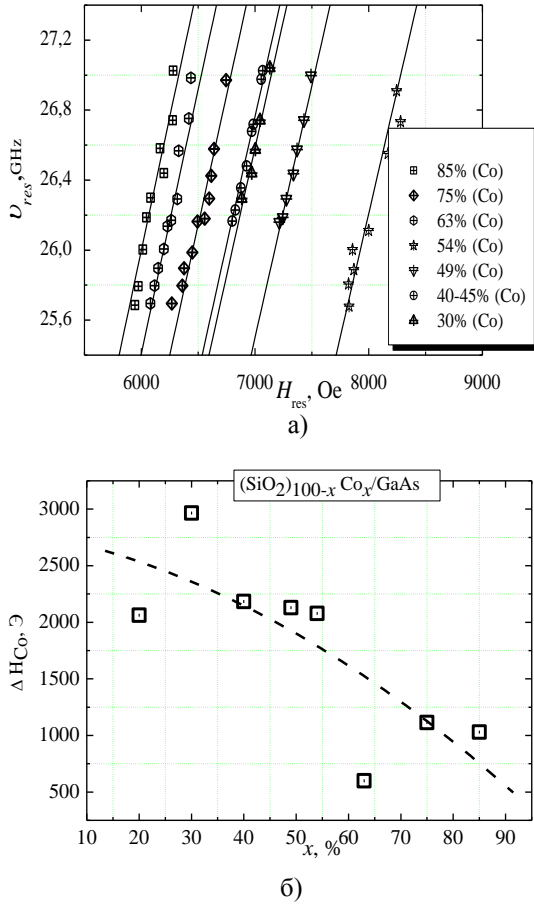 27,2
26,8
26,4
26,0
25,6
υres,GHz
6000 7000 8000 9000
Hres, Oe
85% (Co)
75% (Co)
63% (Co)
54% (Co)
49% (Co)
40-45% (Co)
30% (Co)
а)
(SiO2)100-x Cox/GaAs
3000
2500
2000
1500
1000
500
Δ HCo, Э
10 20 30 40 50 60 70 80 90
x, %
б)